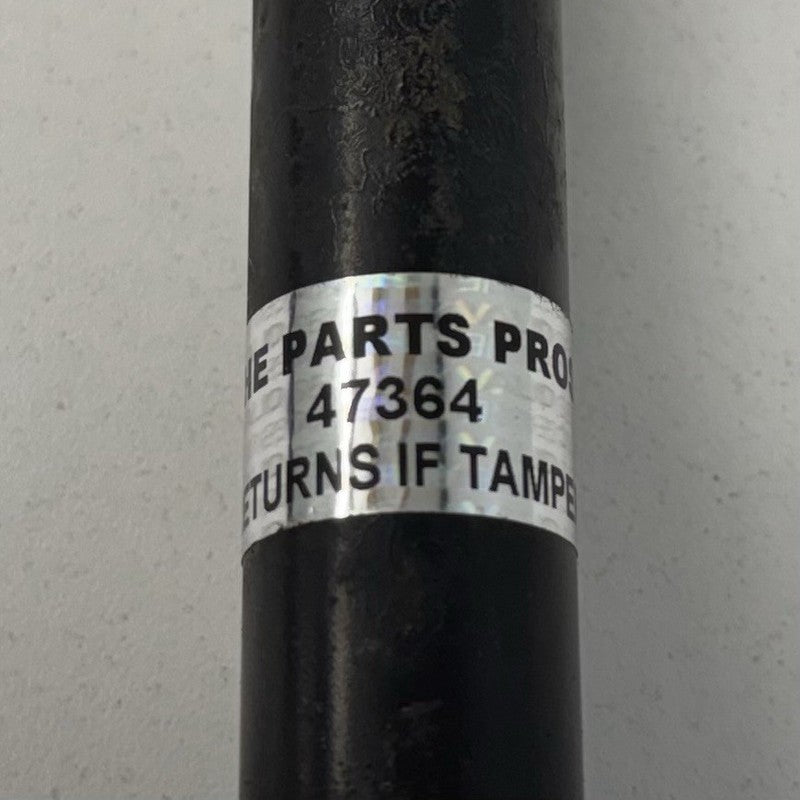 HE PARTS PROS
47364
ETURNS IF TAMPE